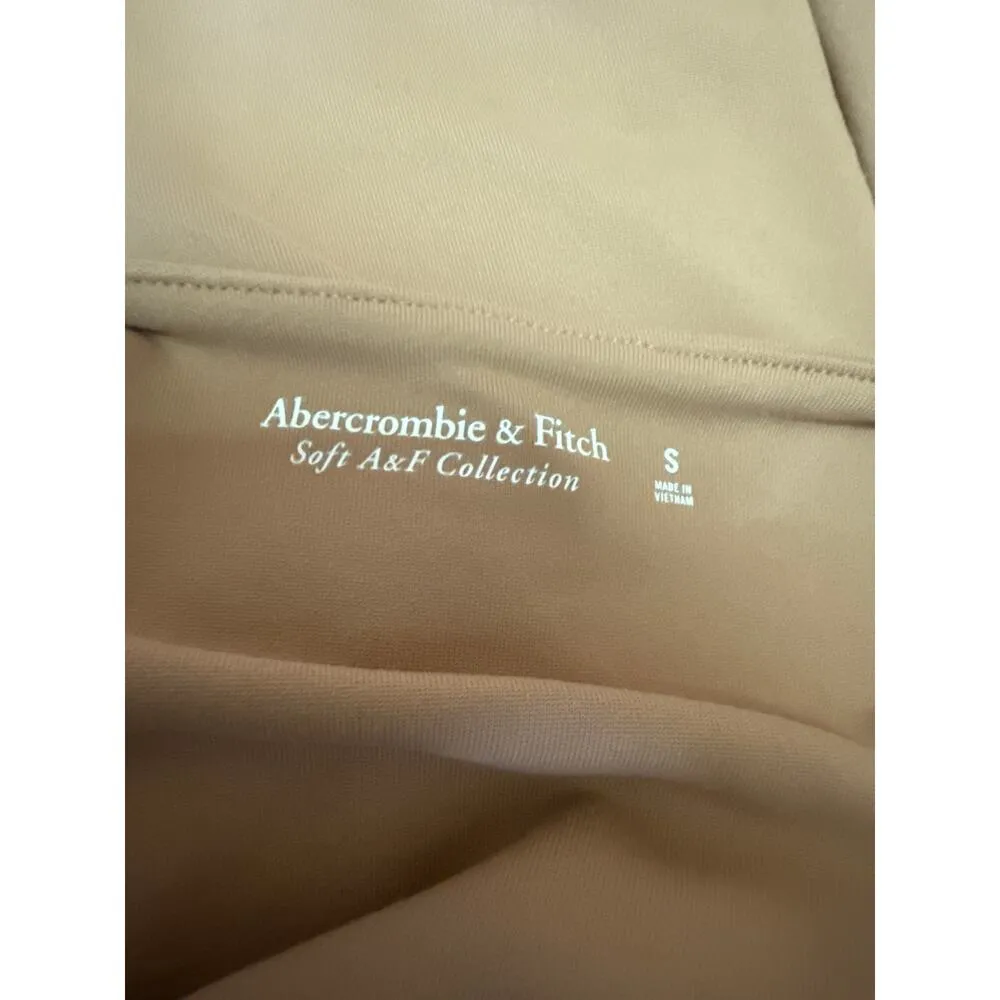 Abercrombie & Fitch
Soft A&F Collection
S
MADE IN
VIETNAM